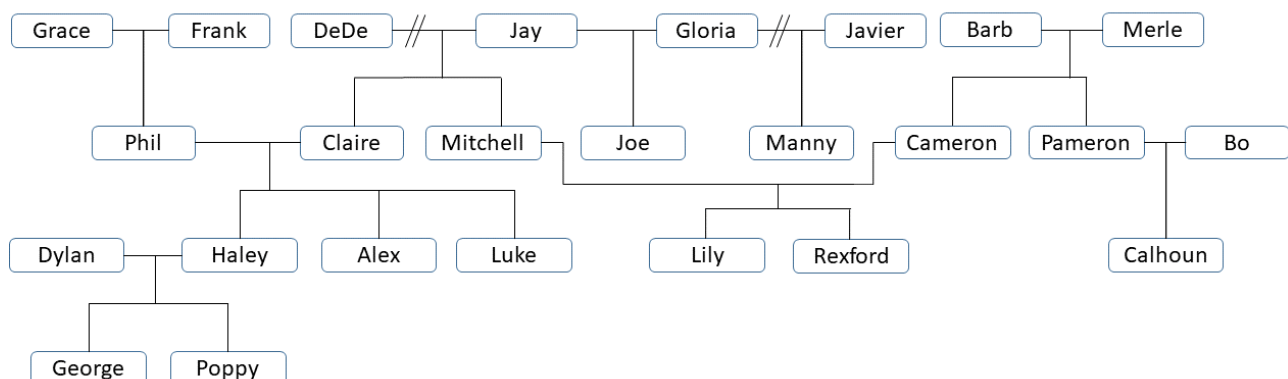 Grace
Frank
DeDe
Jay
Gloria
Javier
Barb
Merle
Phil
Claire
Mitchell
Joe
Manny
Cameron
Pameron
Bo
Dylan
Haley
Alex
Luke
Lily
Rexford
Calhoun
George
Poppy